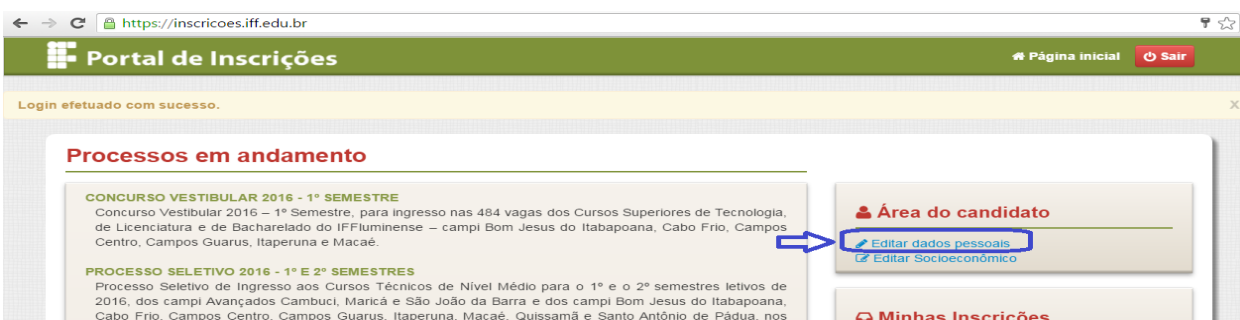 https://inscricoes.iff.edu.br
Portal de Inscrições
Página inicial
Sair
Login efetuado com sucesso.
X
Processos em andamento
CONCURSO VESTIBULAR 2016 - 1º SEMESTRE
Concurso Vestibular 2016 – 1º Semestre, para ingresso nas 484 vagas dos Cursos Superiores de Tecnologia,
de Licenciatura e de Bacharelado do IFFluminense – campi Bom Jesus do Itabapoana, Cabo Frio, Campos
Centro, Campos Guarus, Itaperuna e Macaé.
PROCESSO SELETIVO 2016 - 1º E 2º SEMESTRES
Processo Seletivo de Ingresso aos Cursos Técnicos de Nível Médio para o 1º e o 2º semestres letivos de
2016, dos campi Avançados Cambuci, Maricá e São João da Barra e dos campi Bom Jesus do Itabapoana,
Cabo Frio, Campos Centro, Campos Guarus, Itaperuna, Macaé, Quissamã e Santo Antônio de Pádua, nos
Área do candidato
Editar dados pessoais
Editar Socioeconômico
Minhas Inscrições